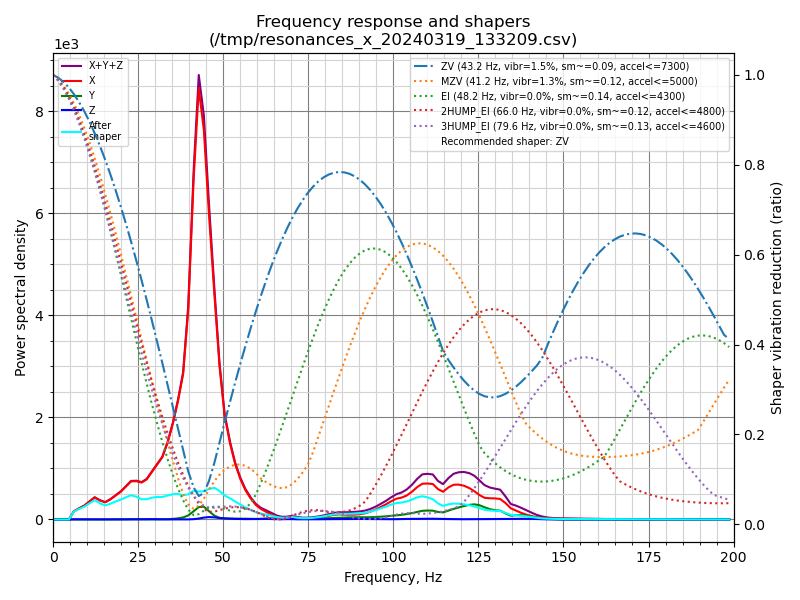 Frequency response and shapers
(/tmp/resonances_x_20240319_133209.csv)
1e3
X+Y+Z
X
Y
Z
After
shaper
ZV (43.2 Hz, vibr=1.5%, sm~=0.09, accel<=7300)
MZV (41.2 Hz, vibr=1.3%, sm~=0.12, accel<=5000)
EI (48.2 Hz, vibr=0.0%, sm~=0.14, accel<=4300)
2HUMP_EI (66.0 Hz, vibr=0.0%, sm~=0.12, accel<=4800)
3HUMP_EI (79.6 Hz, vibr=0.0%, sm~=0.13, accel<=4600)
Recommended shaper: ZV
Power spectral density
8
6
4
2
0
1.0
0.8
0.6
0.4
0.2
0.0
Shaper vibration reduction (ratio)
0 25 50 75 100 125 150 175 200
Frequency, Hz